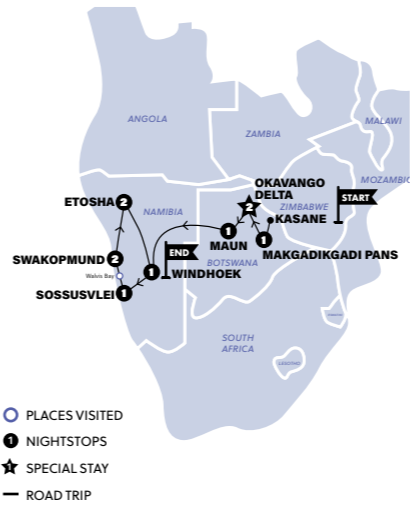 ANGOLA
ZAMBIA
MALAWI
MOZAMBIC
OKAVANGO
DELTA
2
ZIMBABWE
START
KASANE
ETOSHA 2
NAMIBIA
1
MAUN
1
MAKGADIKGADI PANS
END
BOTSWANA
SWAKOPMUND 2
1 WINDHOEK
Walvis Bay
SOSSUSVLEI 1
SOUTH
AFRICA
LESOTHO
PLACES VISITED
1 NIGHTSTOPS
1 SPECIAL STAY
ROAD TRIP